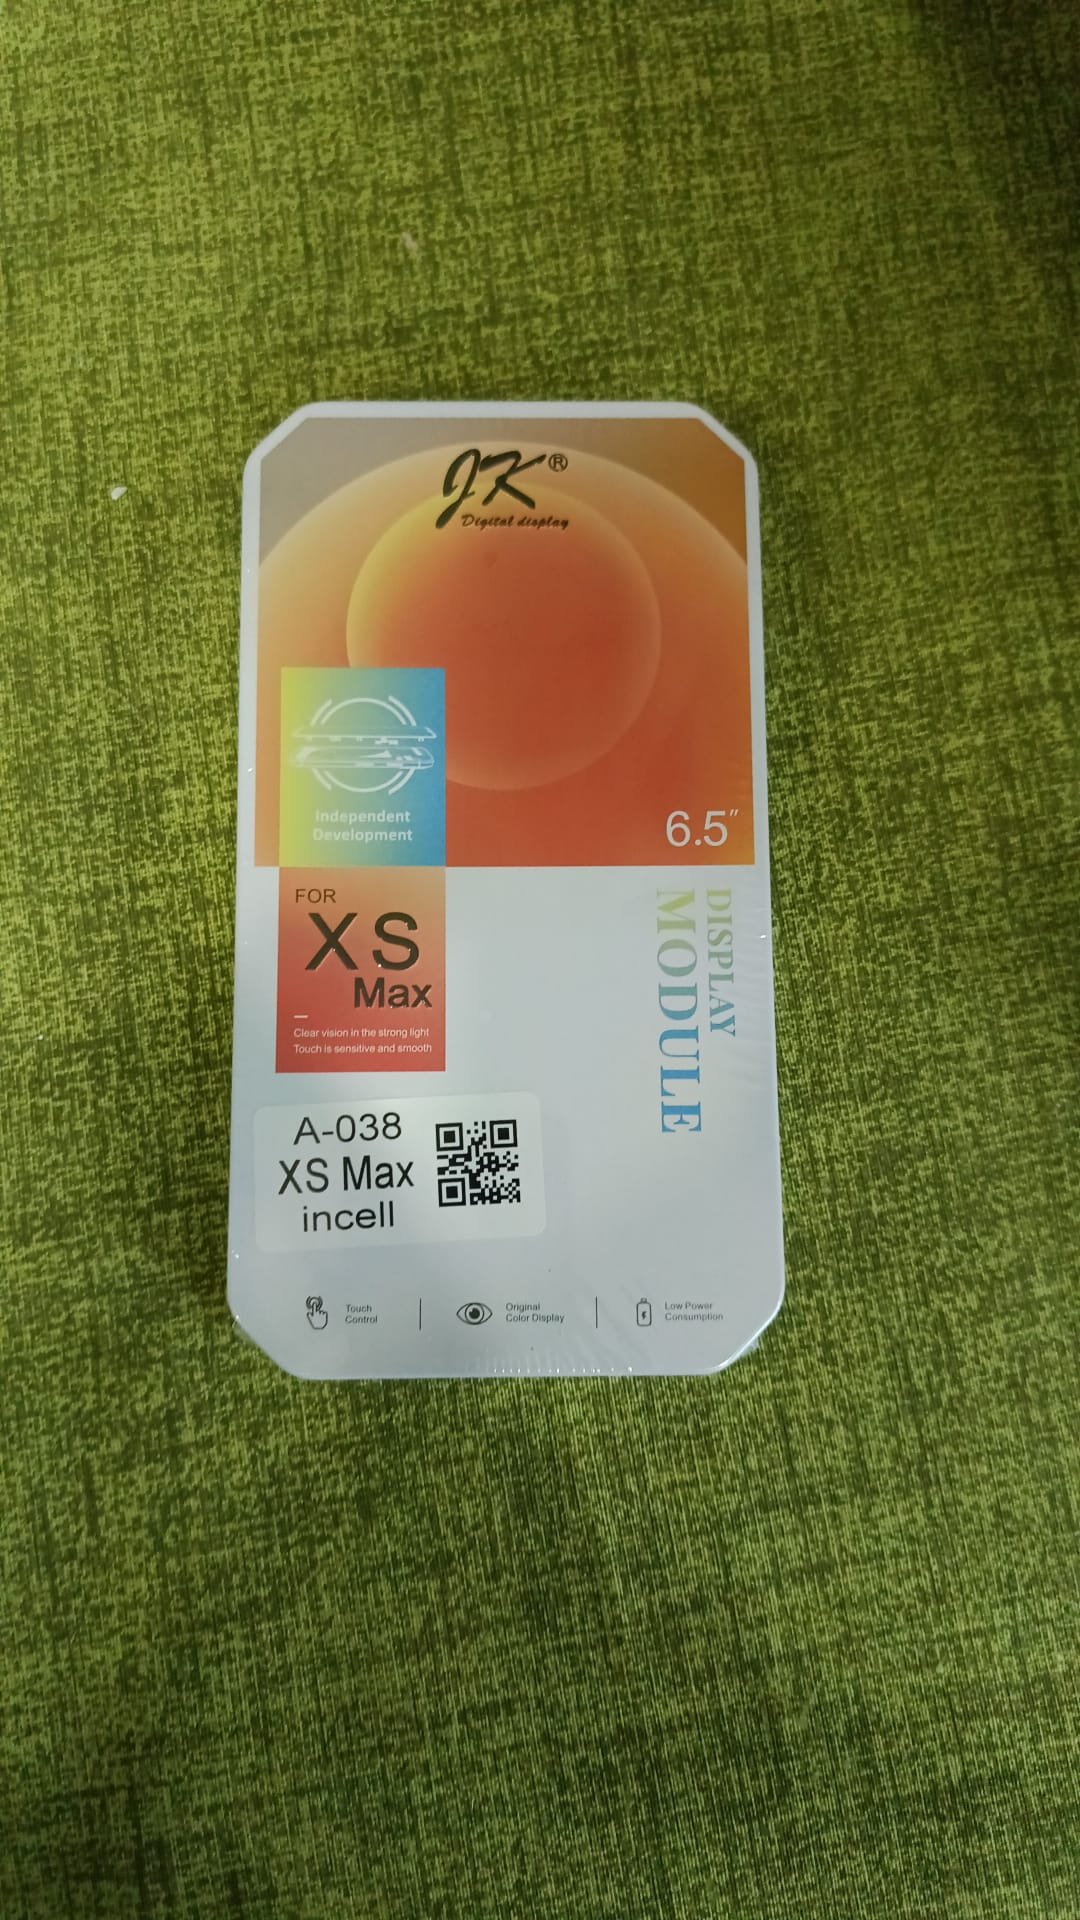 JK®
Digital display
Independent
Development
6.5"
FOR
XS
Max
Clear vision in the strong light
Touch is sensitive and smooth
DISPLAY
MODULE
A-038
XS Max
incell
Touch
Control
Original
Color Display
Low Power
Consumption